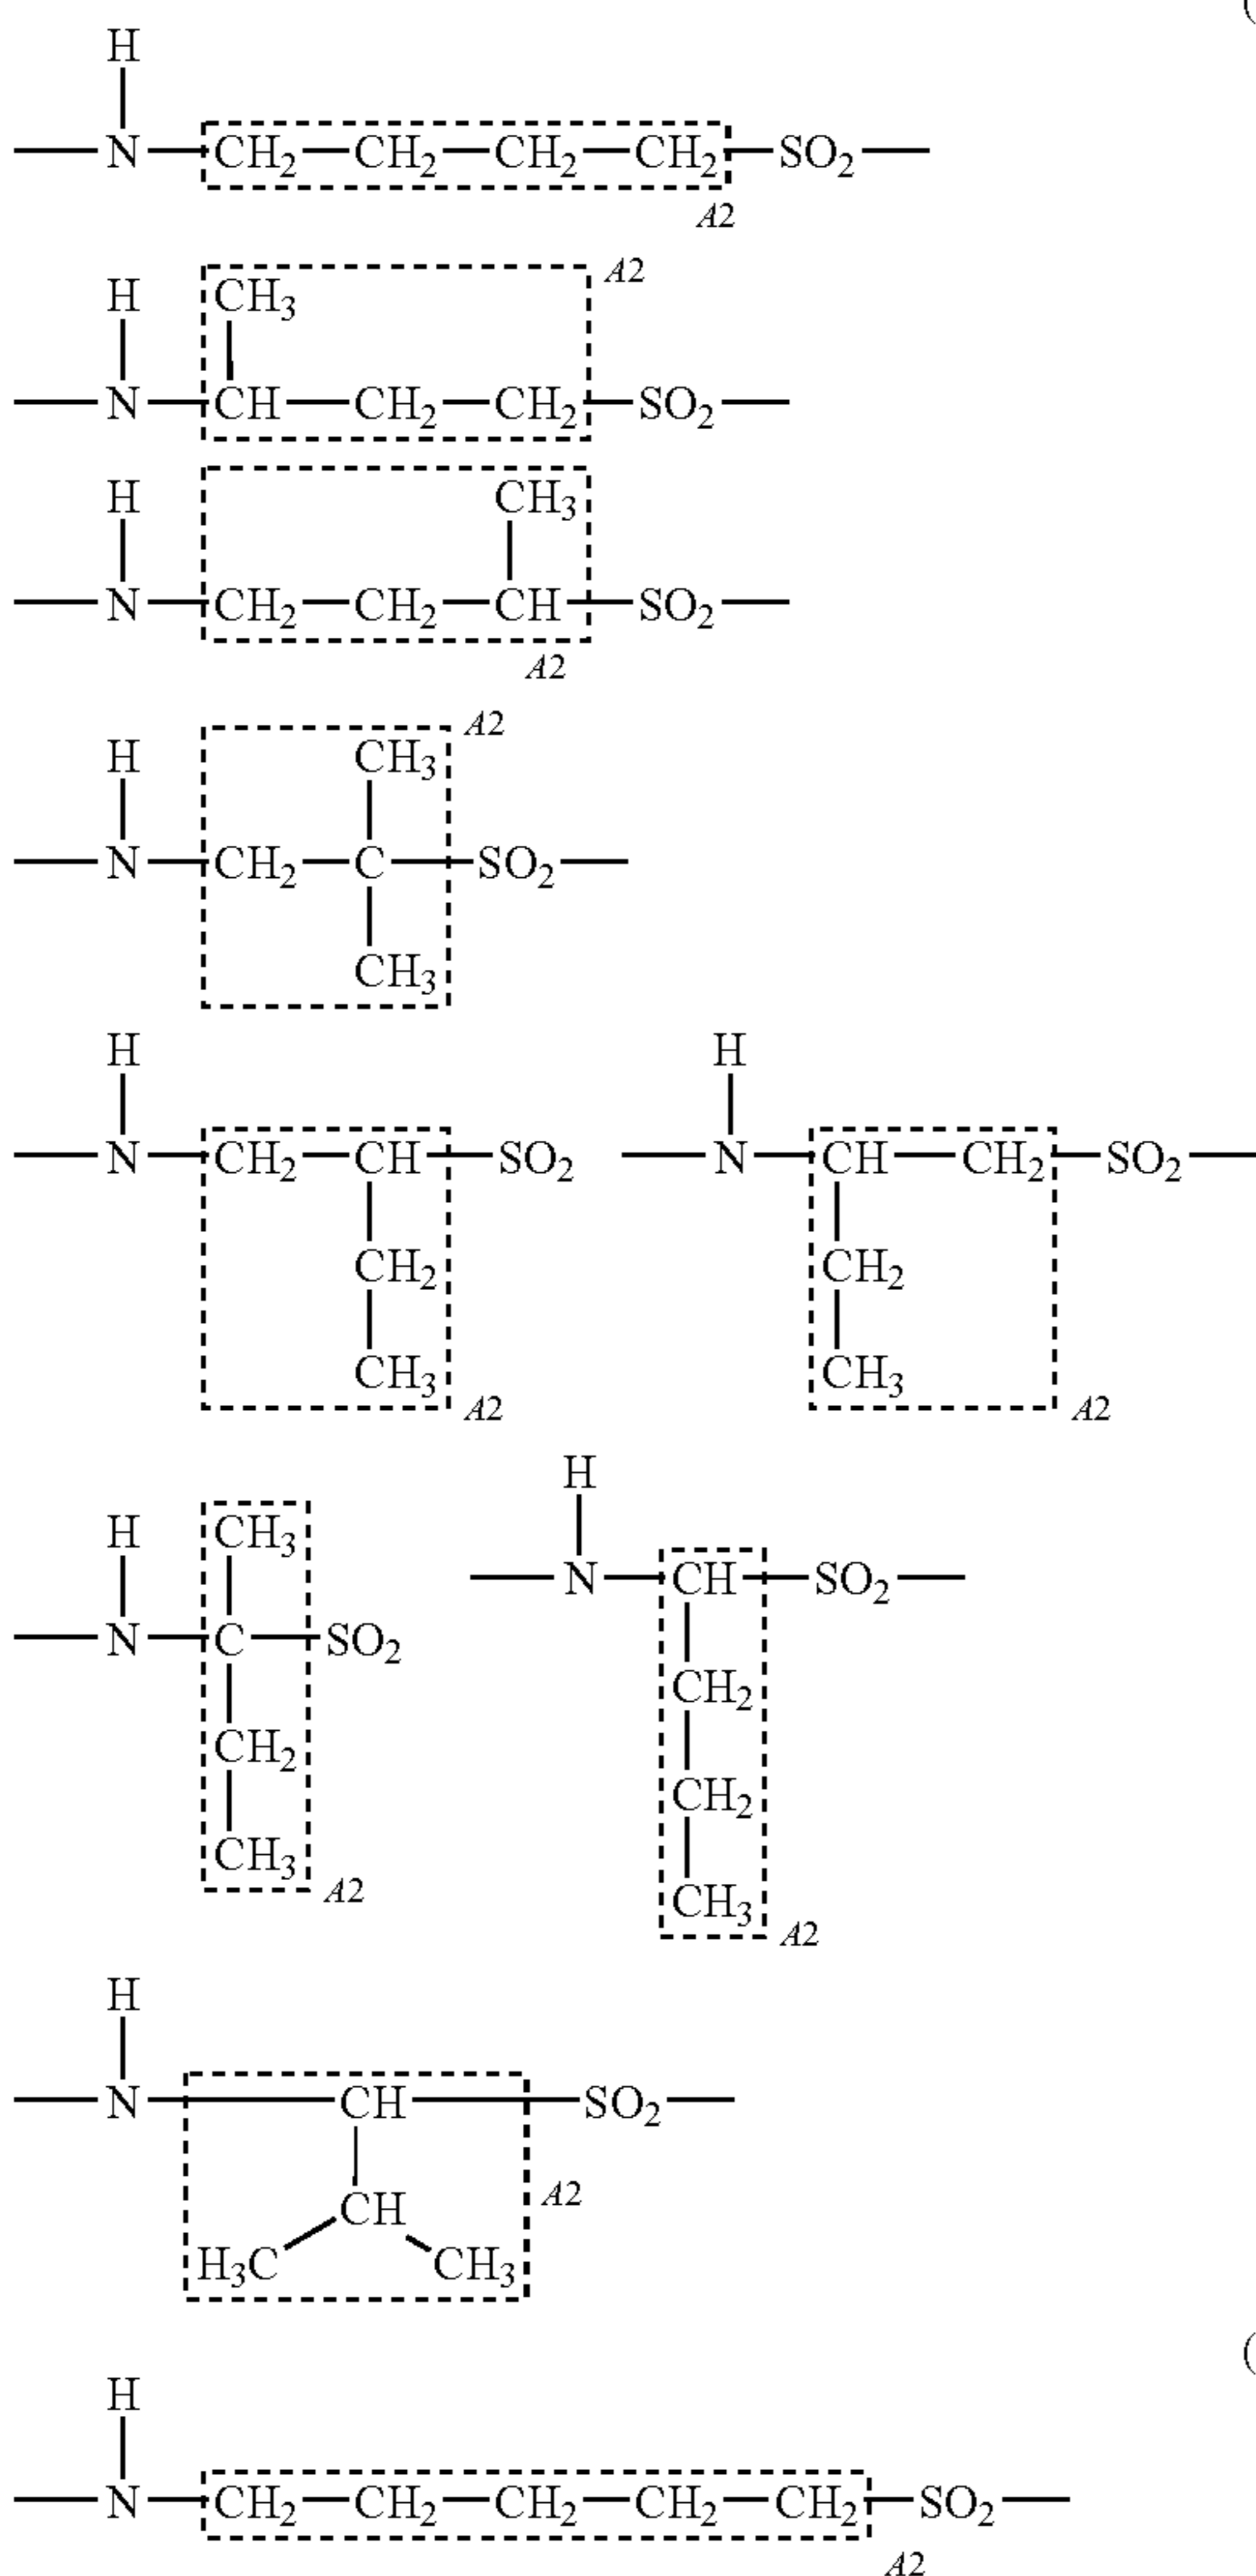 (
H
N CH₂ CH₂ CH₂ CH₂ SO₂
A2
A2
H CH₃
N CH CH₂ CH₂ SO₂
H CH₃
N CH₂ CH₂ CH SO₂
A2
A2
H CH₃
N CH₂ C SO₂
CH₃
H H
N CH₂ CH SO₂ N CH CH₂ SO₂
CH₂ CH₂
CH₃ CH₃
A2 A2
H
H CH₃
N CH SO₂
N C SO₂
CH₂
CH₂
CH₂
CH₃
A2
CH₃
A2
H
N CH SO₂
A2
CH
H₃C CH₃
(
H
N CH₂ CH₂ CH₂ CH₂ CH₂ SO₂
A2